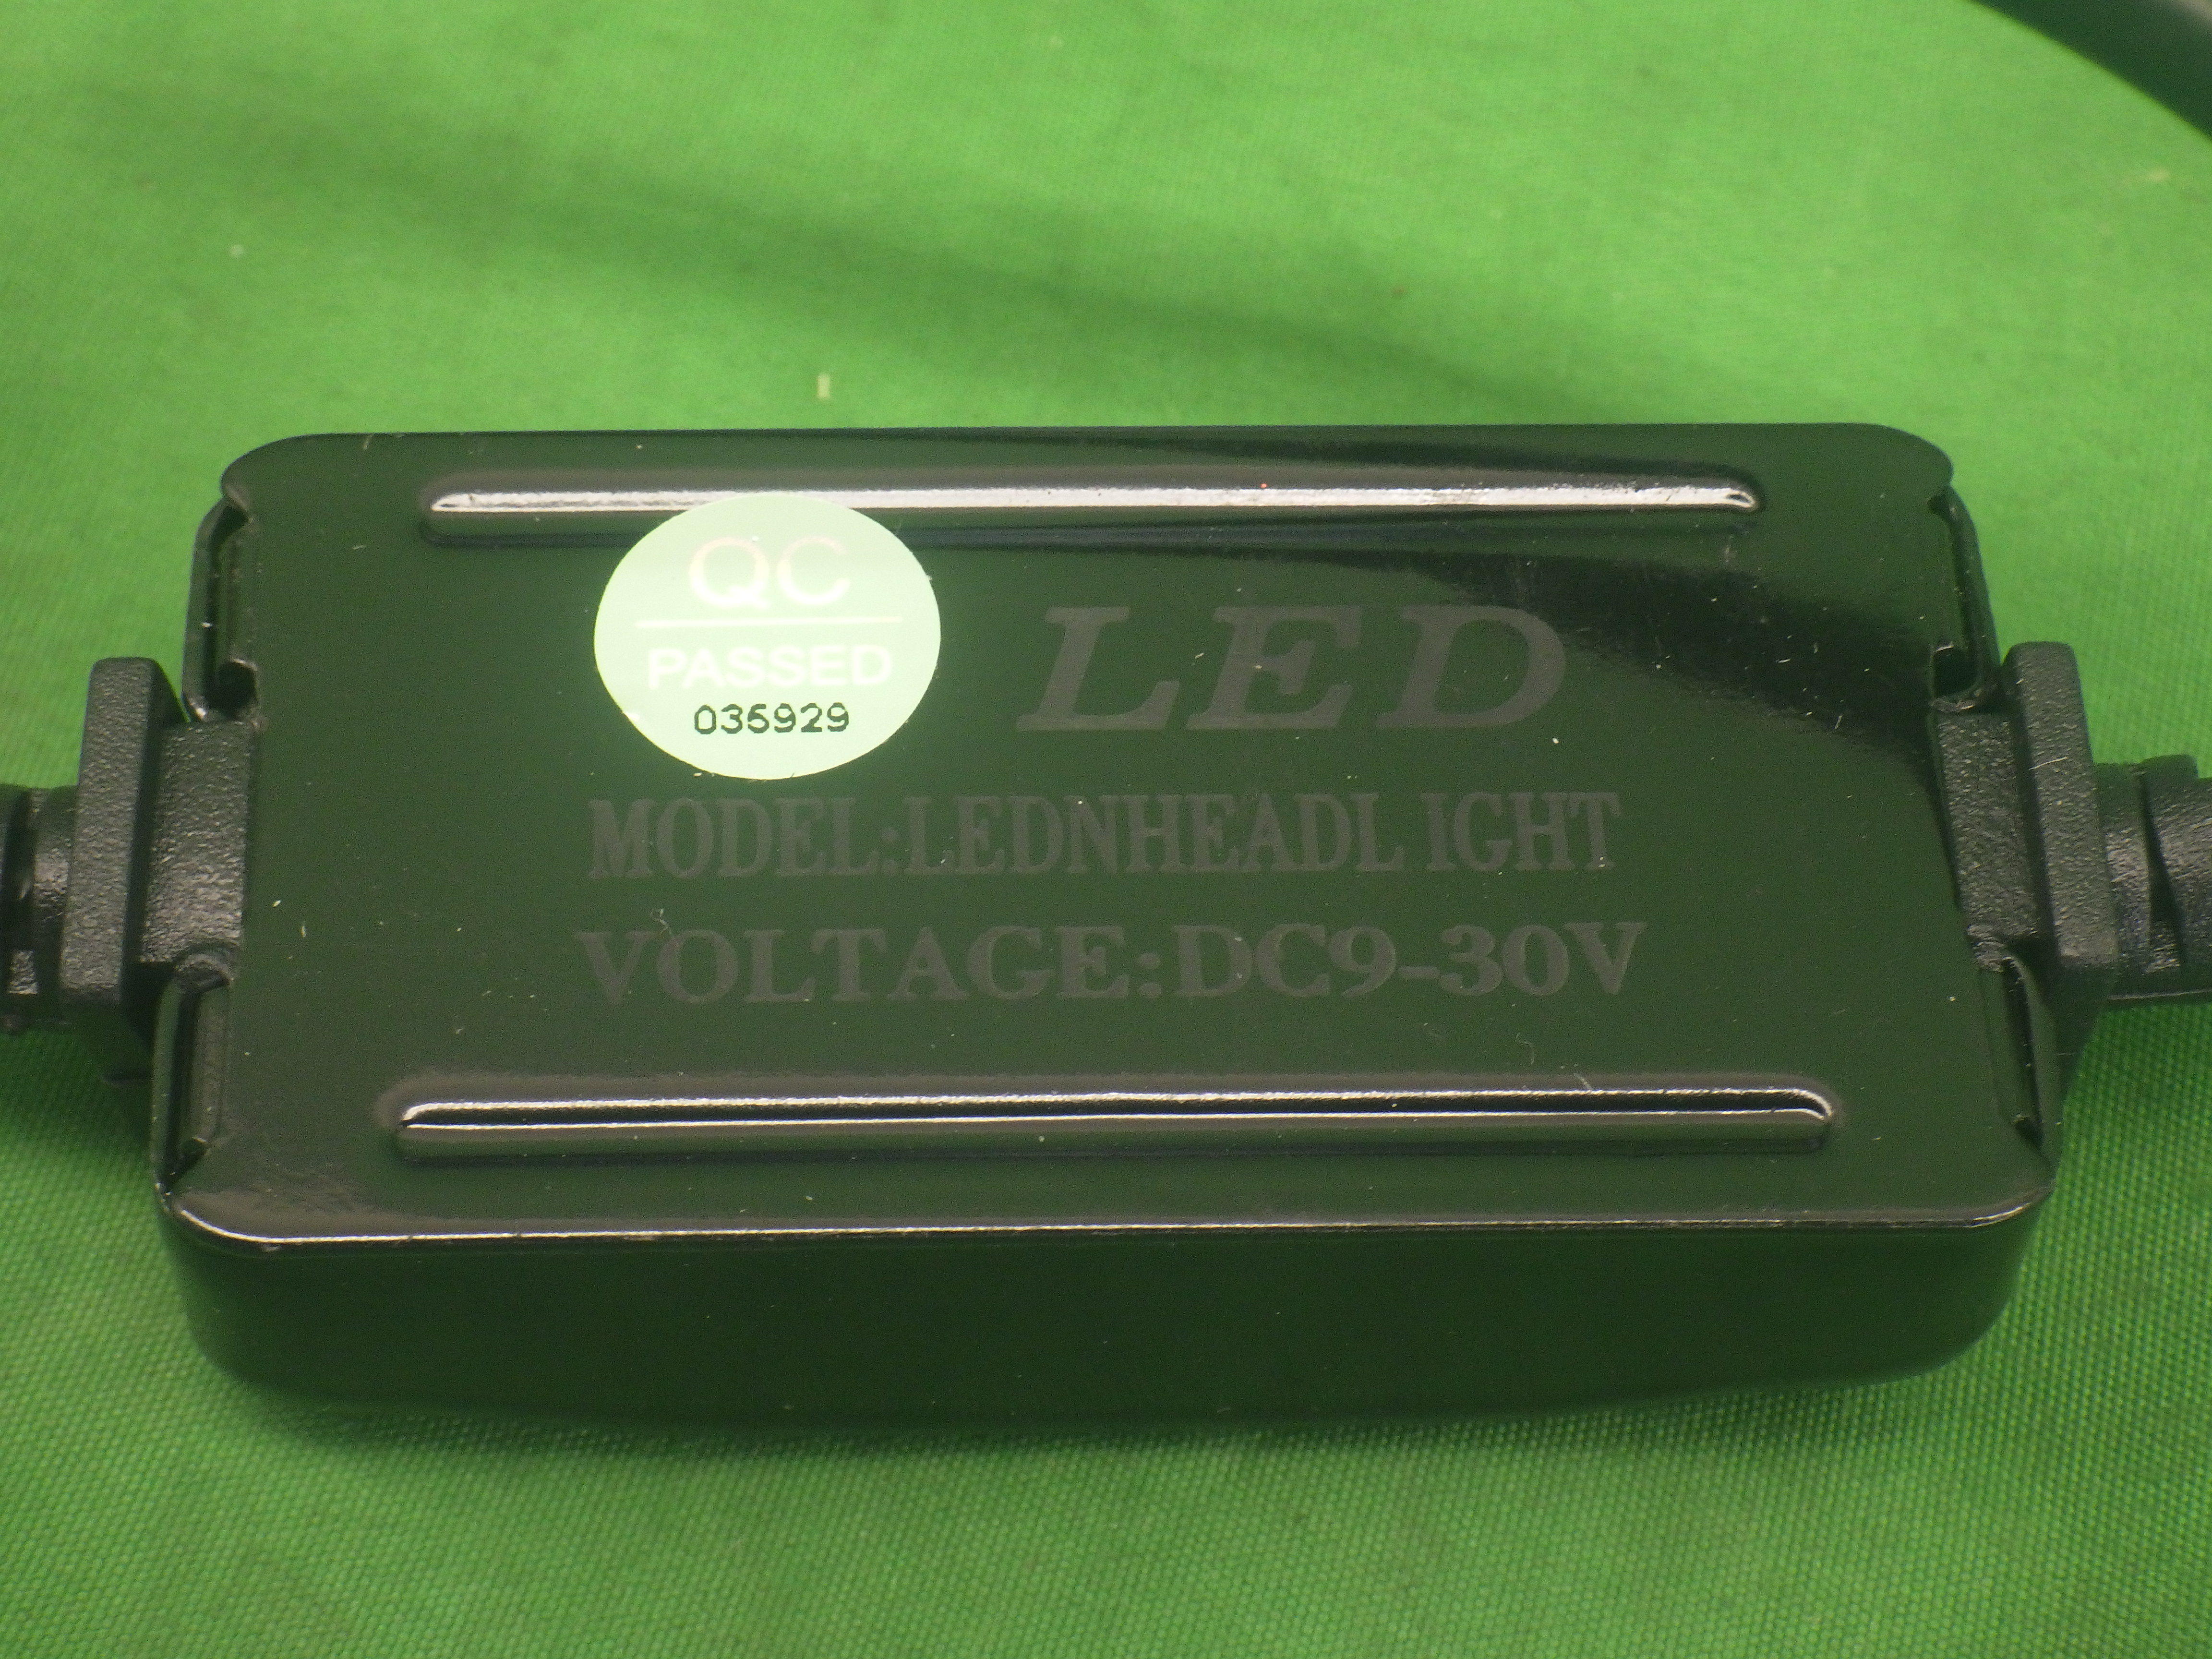 QC
PASSED
035929
LED
MODEL:LEDNHEADL IGHT
VOLTAGE:DC9-30V